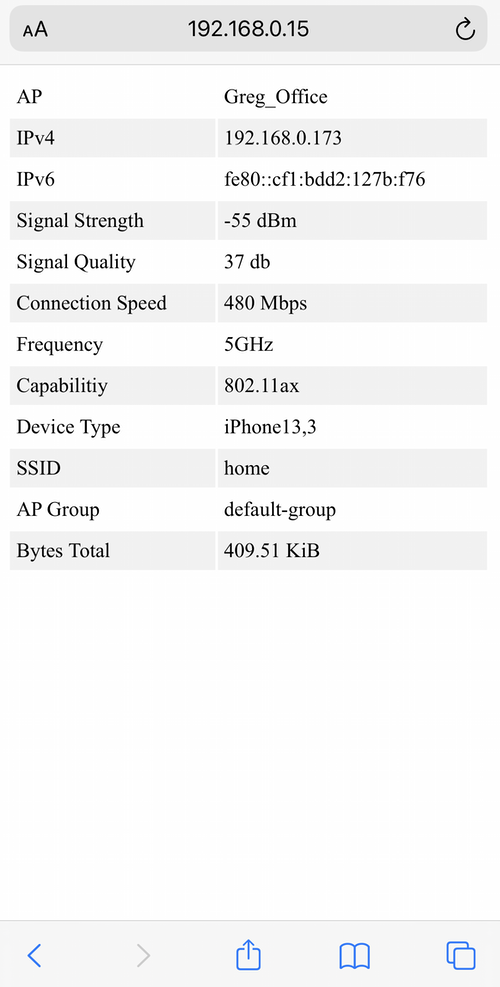 AA 192.168.0.15
AP Greg_Office
IPv4 192.168.0.173
IPv6 fe80::cf1:bdd2:127b:f76
Signal Strength -55 dBm
Signal Quality 37 db
Connection Speed 480 Mbps
Frequency 5GHz
Capabilitiy 802.11ax
Device Type iPhone13,3
SSID home
AP Group default-group
Bytes Total 409.51 KiB